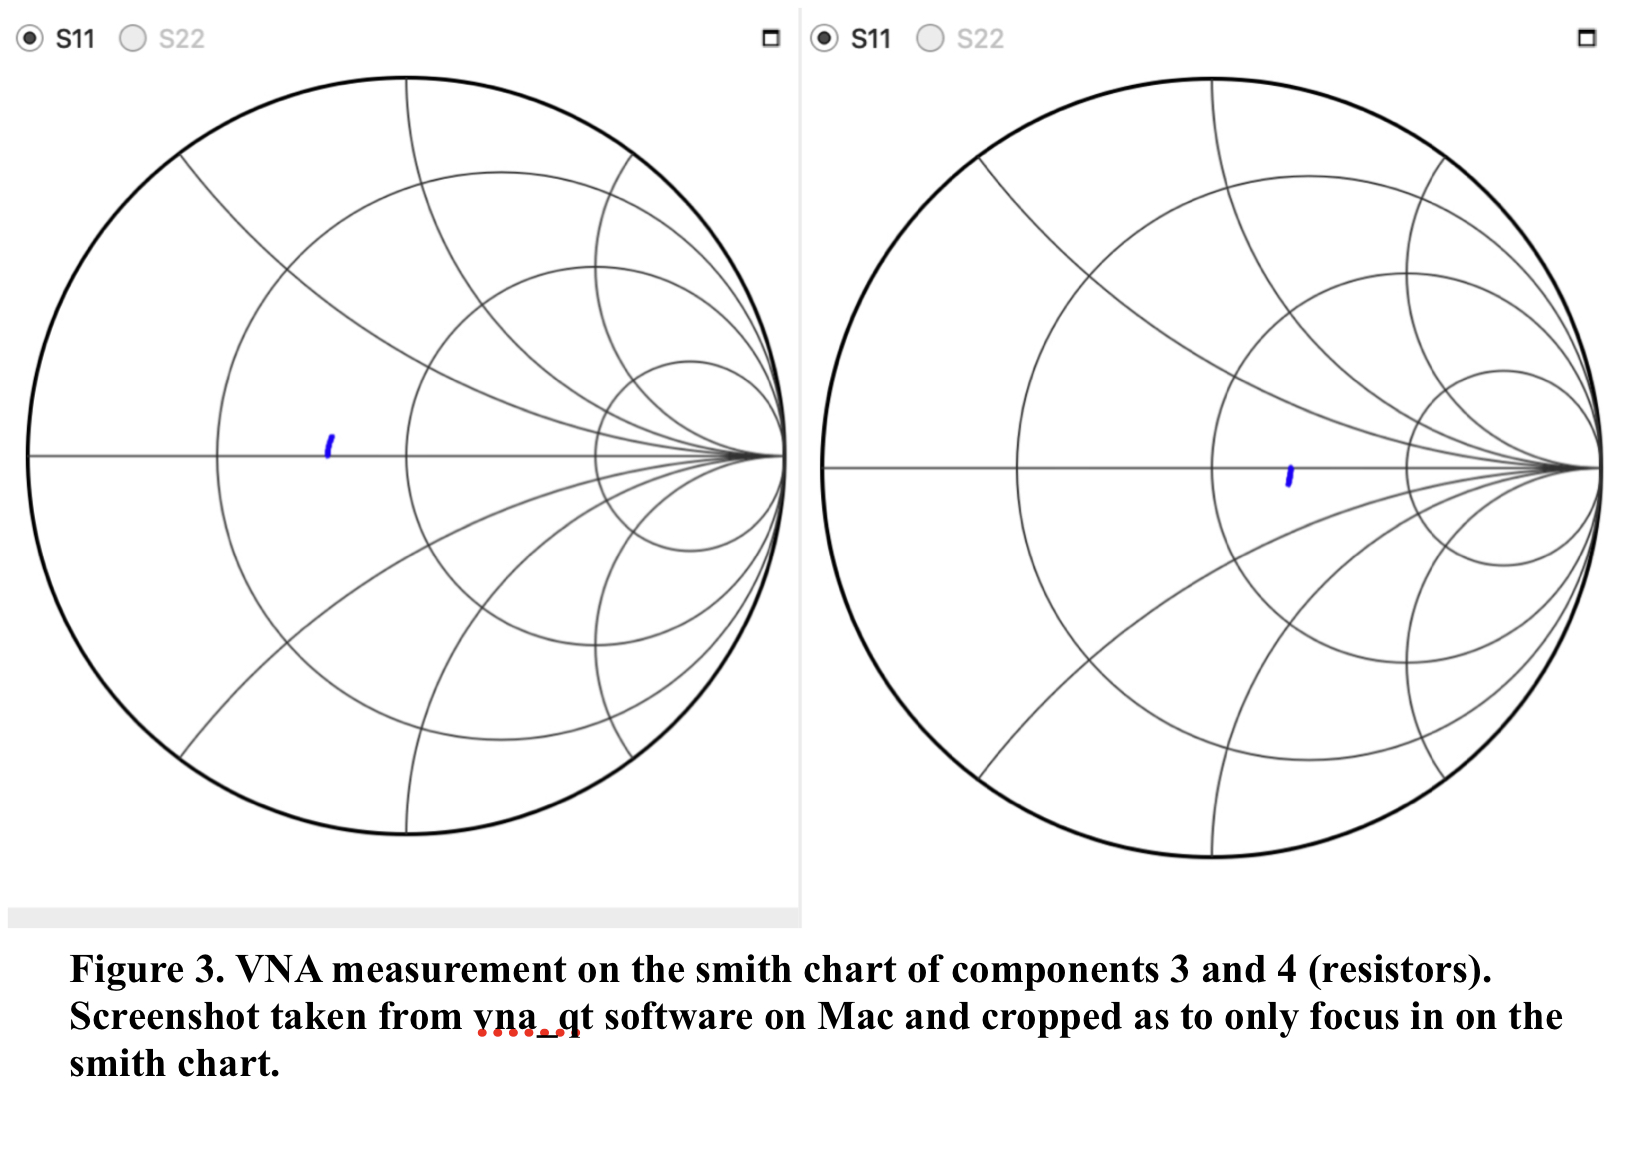 S11 S22 S11 S22
Figure 3. VNA measurement on the smith chart of components 3 and 4 (resistors).
Screenshot taken from vna_qt software on Mac and cropped as to only focus in on the
smith chart.